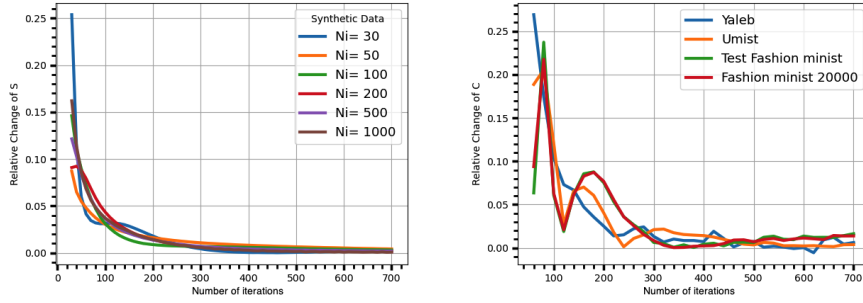 Synthetic Data
Ni= 30
Ni= 50
Ni= 100
Ni= 200
Ni= 500
Ni= 1000
0.25
0.20
0.15
0.10
0.05
0.00
Relative Change of S
0 100 200 300 400 500 600 700
Number of iterations
Yaleb
Umist
Test Fashion minist
Fashion minist 20000
0.25
0.20
0.15
0.10
0.05
0.00
Relative Change of C
0 100 200 300 400 500 600 700
Number of iterations